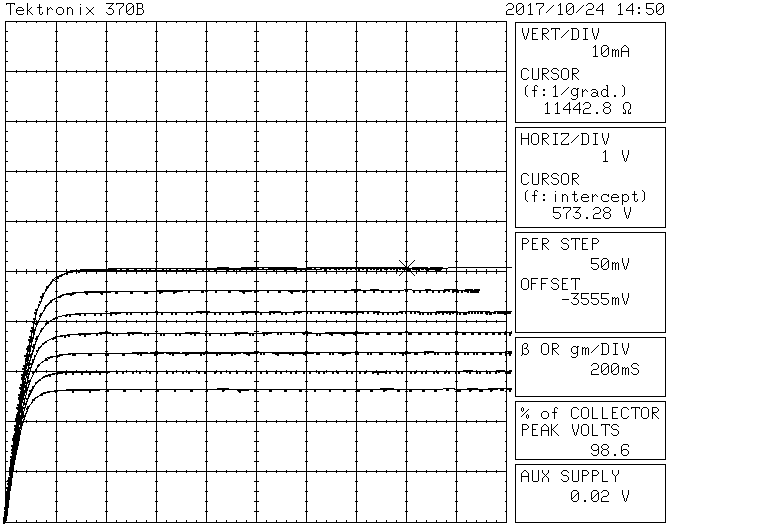 Tektronix 370B
2017/10/24 14:50
VERT/DIV
10mA
CURSOR
(f:1/grad.)
11442.8 Ω
HORIZ/DIV
1 V
CURSOR
(f:intercept)
573.28 V
PER STEP
50mV
OFFSET
-3555mV
β OR gm/DIV
200mS
% of COLLECTOR
PEAK VOLTS
98.6
AUX SUPPLY
0.02 V